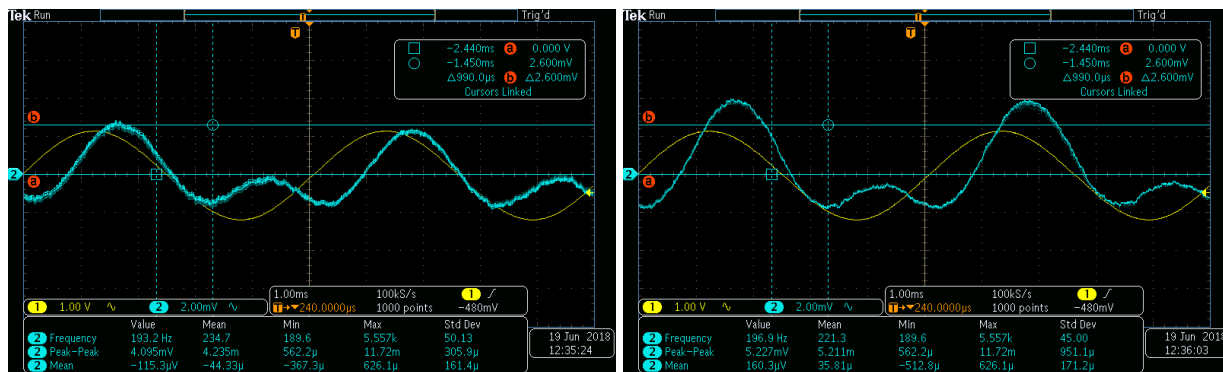 Tek Run Trig'd
T
T
-2.440ms a 0.000 V
-1.450ms 2.600mV
Δ990.0μs b Δ2.600mV
Cursors Linked
b
2
a
1 1.00 V 2 2.00mV
1.00ms 100kS/s 1
T→▼240.0000μs 1000 points -480mV
Value Mean Min Max Std Dev
2 Frequency 193.2 Hz 234.7 189.6 5.557k 50.13
2 Peak-Peak 4.095mV 4.235m 562.2μ 11.72m 305.9μ
2 Mean -115.3μV -44.33μ -367.3μ 626.1μ 161.4μ
19 Jun 2018
12:35:24
Tek Run Trig'd
T
T
-2.440ms a 0.000 V
-1.450ms 2.600mV
Δ990.0μs b Δ2.600mV
Cursors Linked
b
2
a
1 1.00 V 2 2.00mV
1.00ms 100kS/s 1
T→▼240.0000μs 1000 points -480mV
Value Mean Min Max Std Dev
2 Frequency 196.9 Hz 221.3 189.6 5.557k 45.00
2 Peak-Peak 5.227mV 5.211m 562.2μ 11.72m 951.1μ
2 Mean 160.3μV 35.81μ -512.8μ 626.1μ 171.2μ
19 Jun 2018
12:36:03